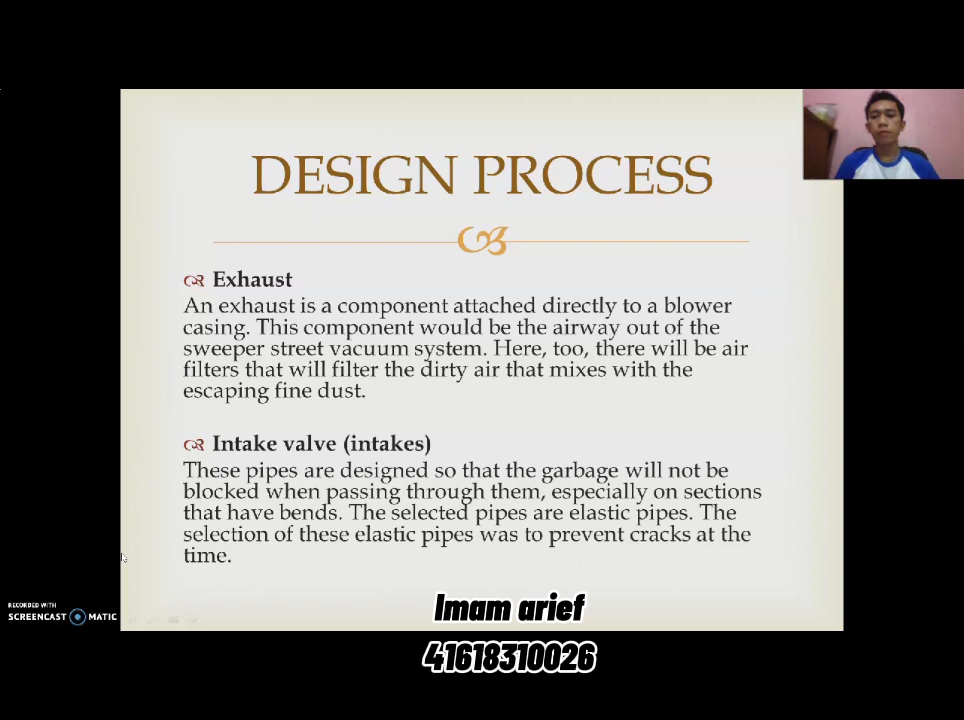 DESIGN PROCESS
Exhaust
An exhaust is a component attached directly to a blower
casing. This component would be the airway out of the
sweeper street vacuum system. Here, too, there will be air
filters that will filter the dirty air that mixes with the
escaping fine dust.
Intake valve (intakes)
These pipes are designed so that the garbage will not be
blocked when passing through them, especially on sections
that have bends. The selected pipes are elastic pipes. The
selection of these elastic pipes was to prevent cracks at the
time.
RECORDED WITH
SCREENCAST MATIC
Imam arief
41618310026